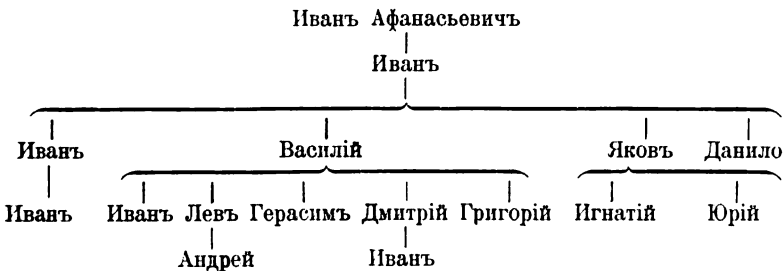 Иванъ Афанасьевичъ
Иванъ
Иванъ Василій Яковъ Данило
Иванъ Иванъ Левъ Герасимъ Дмитрій Григорій Игнатій Юрій
Андрей Иванъ